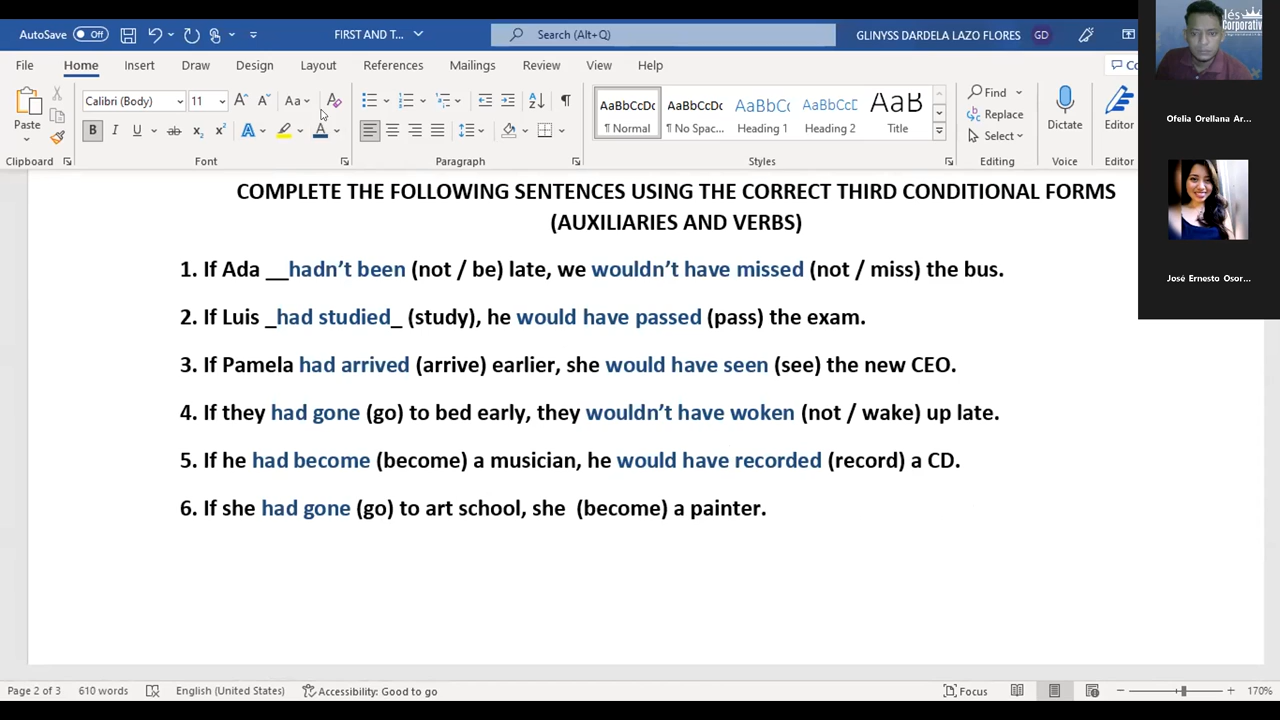 AutoSave Off FIRST AND T... Search (Alt+Q) GLINYSS DARDELA LAZO FLORES GD
lés
Corporativ
File Home Insert Draw Design Layout References Mailings Review View Help Co
Calibri (Body) 11 Aa AaBbCcDc AaBbCcDc AaBbCc AaBbCcD AaB Find
Paste ¶ Normal ¶ No Spac... Heading 1 Heading 2 Title Replace Dictate Editor
Select
Clipboard Font Paragraph Styles Editing Voice Editor
Ofelia Orellana Ar...
José Ernesto Osor...
COMPLETE THE FOLLOWING SENTENCES USING THE CORRECT THIRD CONDITIONAL FORMS
(AUXILIARIES AND VERBS)
1. If Ada __hadn’t been (not / be) late, we wouldn’t have missed (not / miss) the bus.
2. If Luis _had studied_ (study), he would have passed (pass) the exam.
3. If Pamela had arrived (arrive) earlier, she would have seen (see) the new CEO.
4. If they had gone (go) to bed early, they wouldn’t have woken (not / wake) up late.
5. If he had become (become) a musician, he would have recorded (record) a CD.
6. If she had gone (go) to art school, she (become) a painter.
Page 2 of 3 610 words English (United States) Accessibility: Good to go Focus 170%